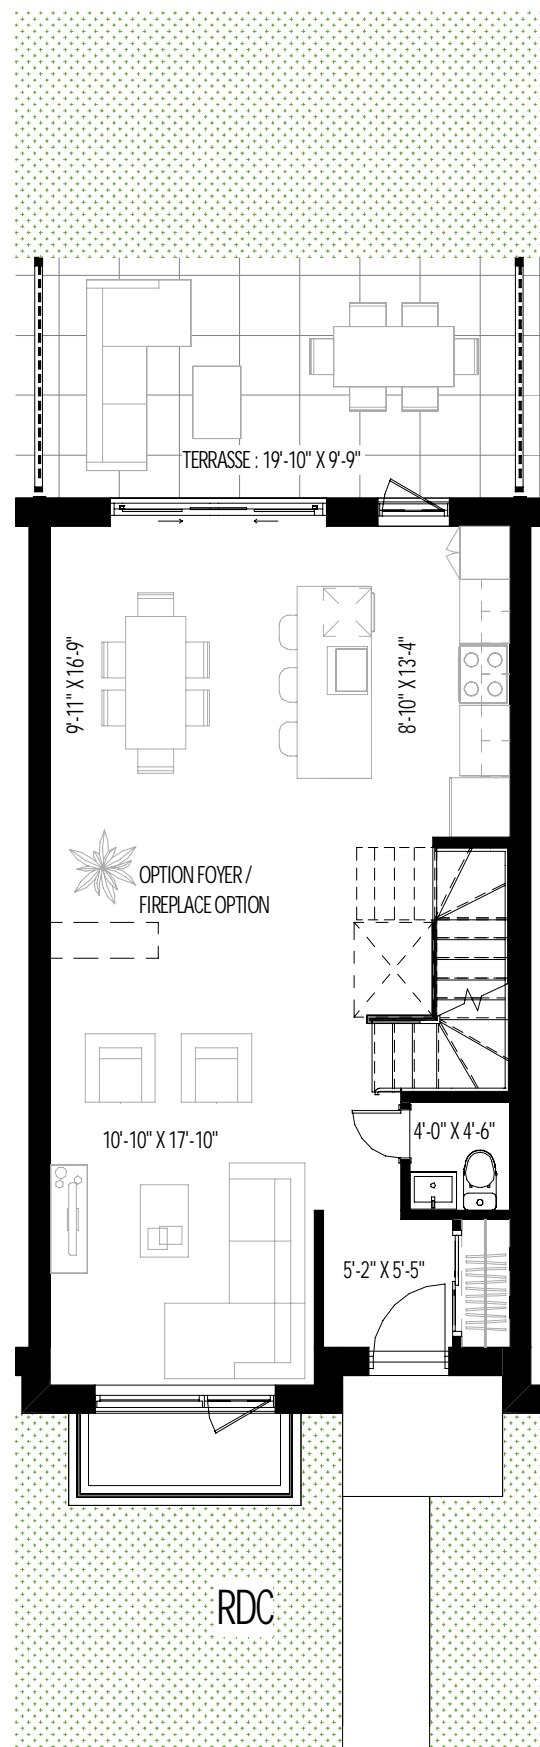 TERRASSE : 19'-10" X 9'-9"
9'-11" X 16'-9"
8'-10" X 13'-4"
OPTION FOYER /
FIREPLACE OPTION
4'-0" X 4'-6"
10'-10" X 17'-10"
5'-2" X 5'-5"
RDC